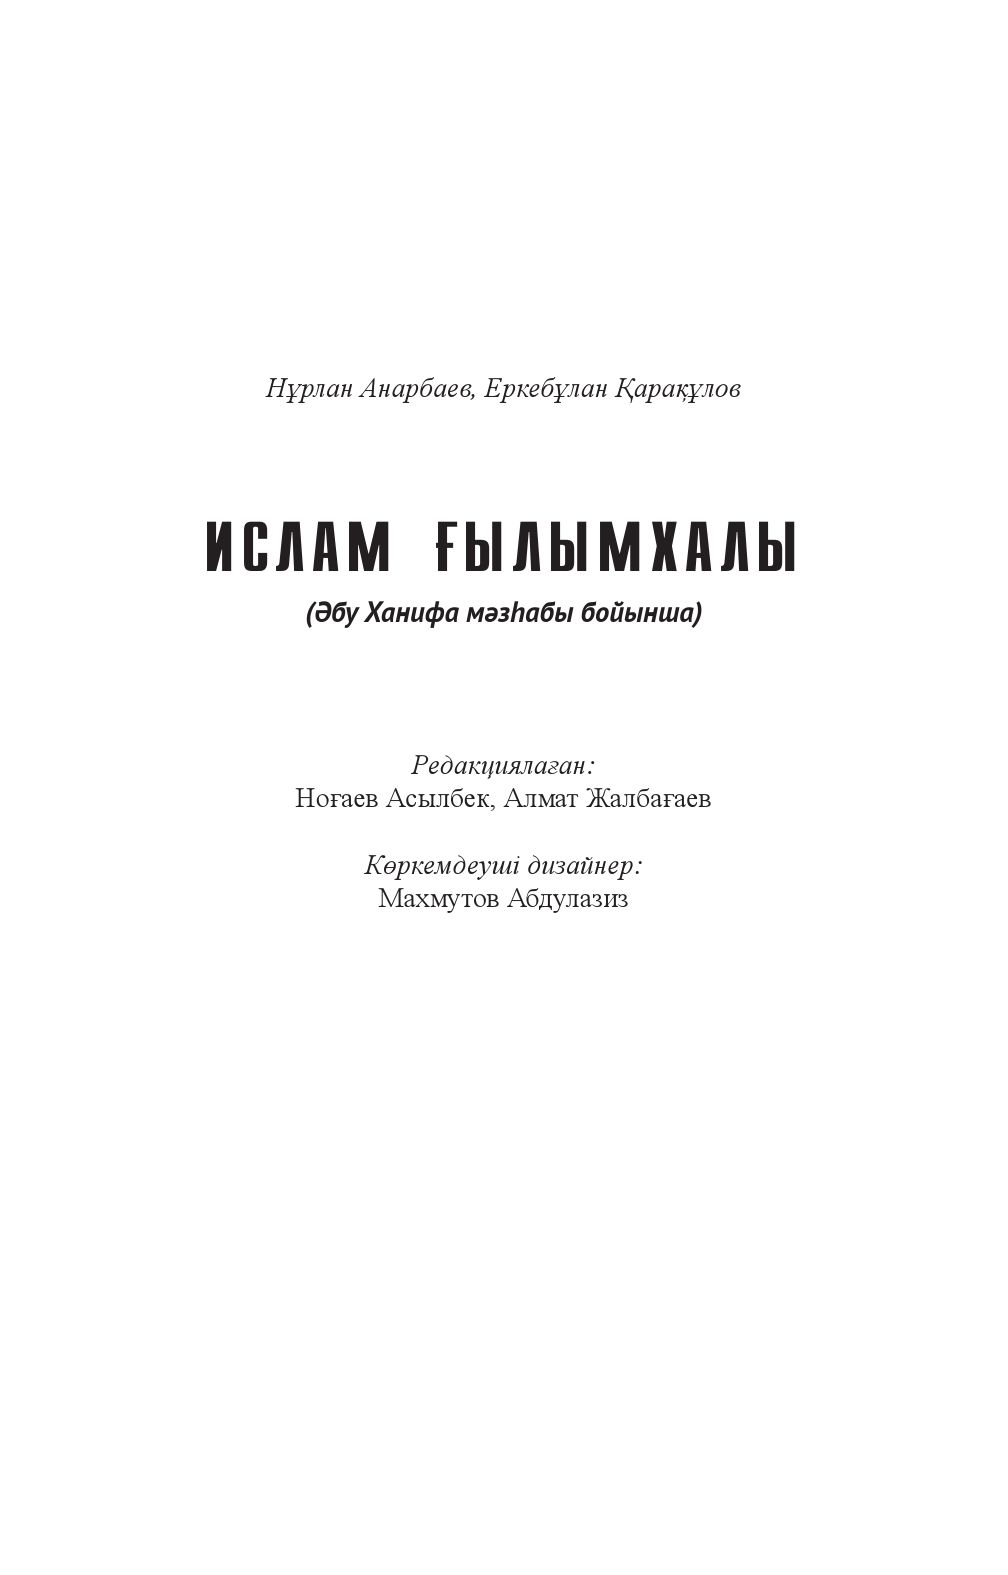 Нұрлан Анарбаев, Еркебұлан Қарақұлов
ИСЛАМ ҒЫЛЫМХАЛЫ
(Әбу Ханифа мәзһабы бойынша)
Редакциялаған:
Ноғаев Асылбек, Алмат Жалбағаев
Көркемдеуші дизайнер:
Махмутов Абдулазиз